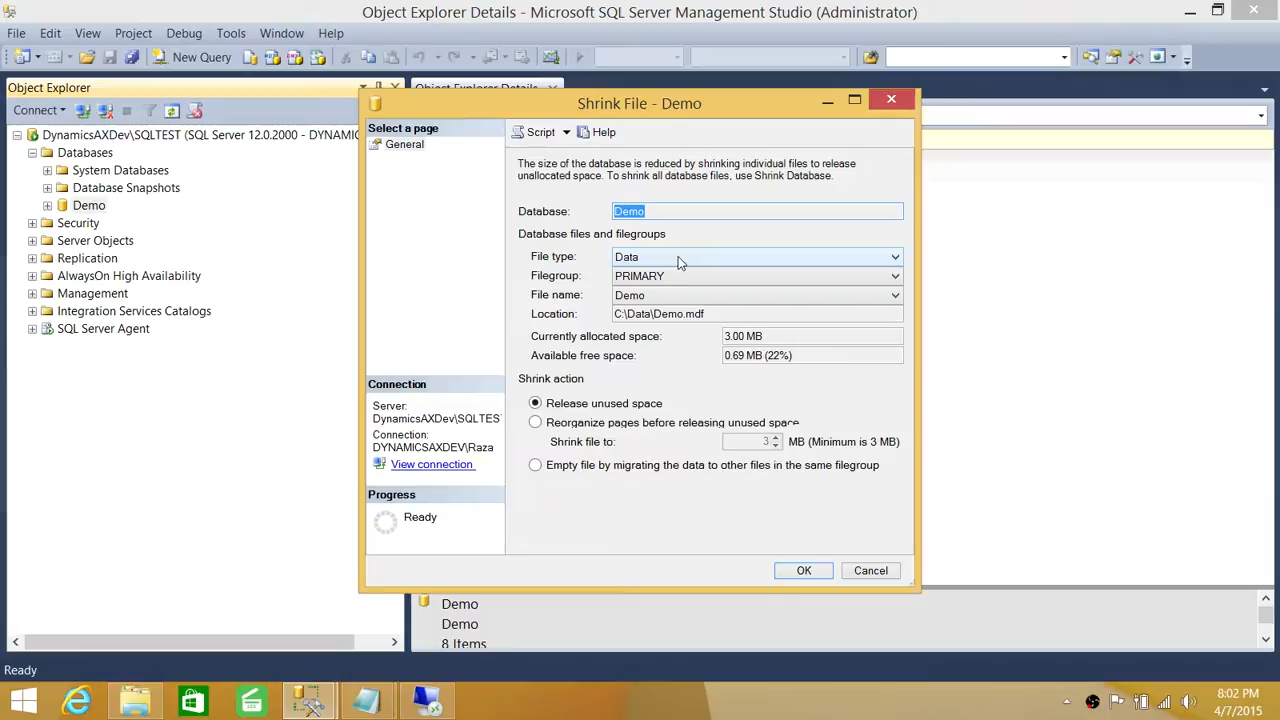 Object Explorer Details - Microsoft SQL Server Management Studio (Administrator)
File Edit View Project Debug Tools Window Help
New Query
Object Explorer
Object Explorer Details
Connect
DynamicsAXDev\SQLTEST (SQL Server 12.0.2000 - DYNAMIC
Databases
System Databases
Database Snapshots
Demo
Security
Server Objects
Replication
AlwaysOn High Availability
Management
Integration Services Catalogs
SQL Server Agent
Shrink File - Demo
Select a page
General
Script Help
The size of the database is reduced by shrinking individual files to release
unallocated space. To shrink all database files, use Shrink Database.
Database: Demo
Database files and filegroups
File type: Data
Filegroup: PRIMARY
File name: Demo
Location: C:\Data\Demo.mdf
Currently allocated space: 3.00 MB
Available free space: 0.69 MB (22%)
Shrink action
Release unused space
Reorganize pages before releasing unused space
Shrink file to: 3 MB (Minimum is 3 MB)
Empty file by migrating the data to other files in the same filegroup
Connection
Server:
DynamicsAXDev\SQLTEST
Connection:
DYNAMICSAXDEV\Raza
View connection
Progress
Ready
OK Cancel
Demo
Demo
8 Items
Ready
8:02 PM
4/7/2015